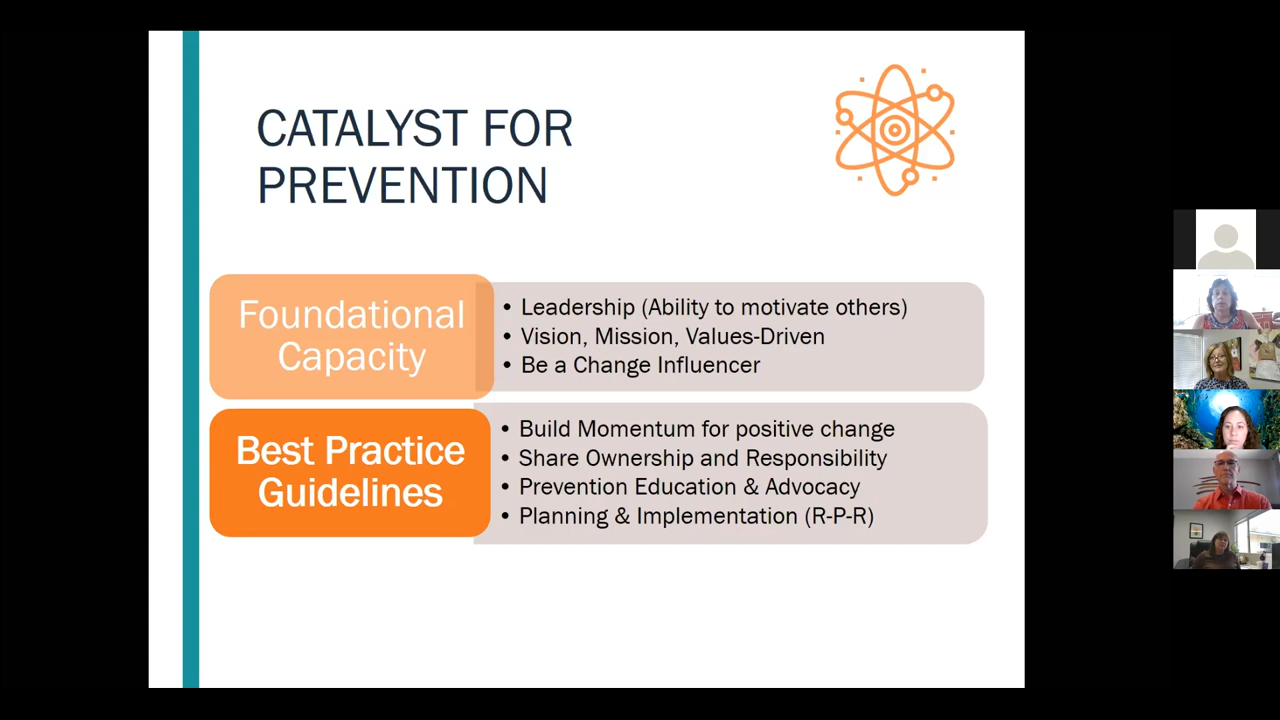 CATALYST FOR
PREVENTION
Foundational
Capacity
• Leadership (Ability to motivate others)
• Vision, Mission, Values-Driven
• Be a Change Influencer
Best Practice
Guidelines
• Build Momentum for positive change
• Share Ownership and Responsibility
• Prevention Education & Advocacy
• Planning & Implementation (R-P-R)